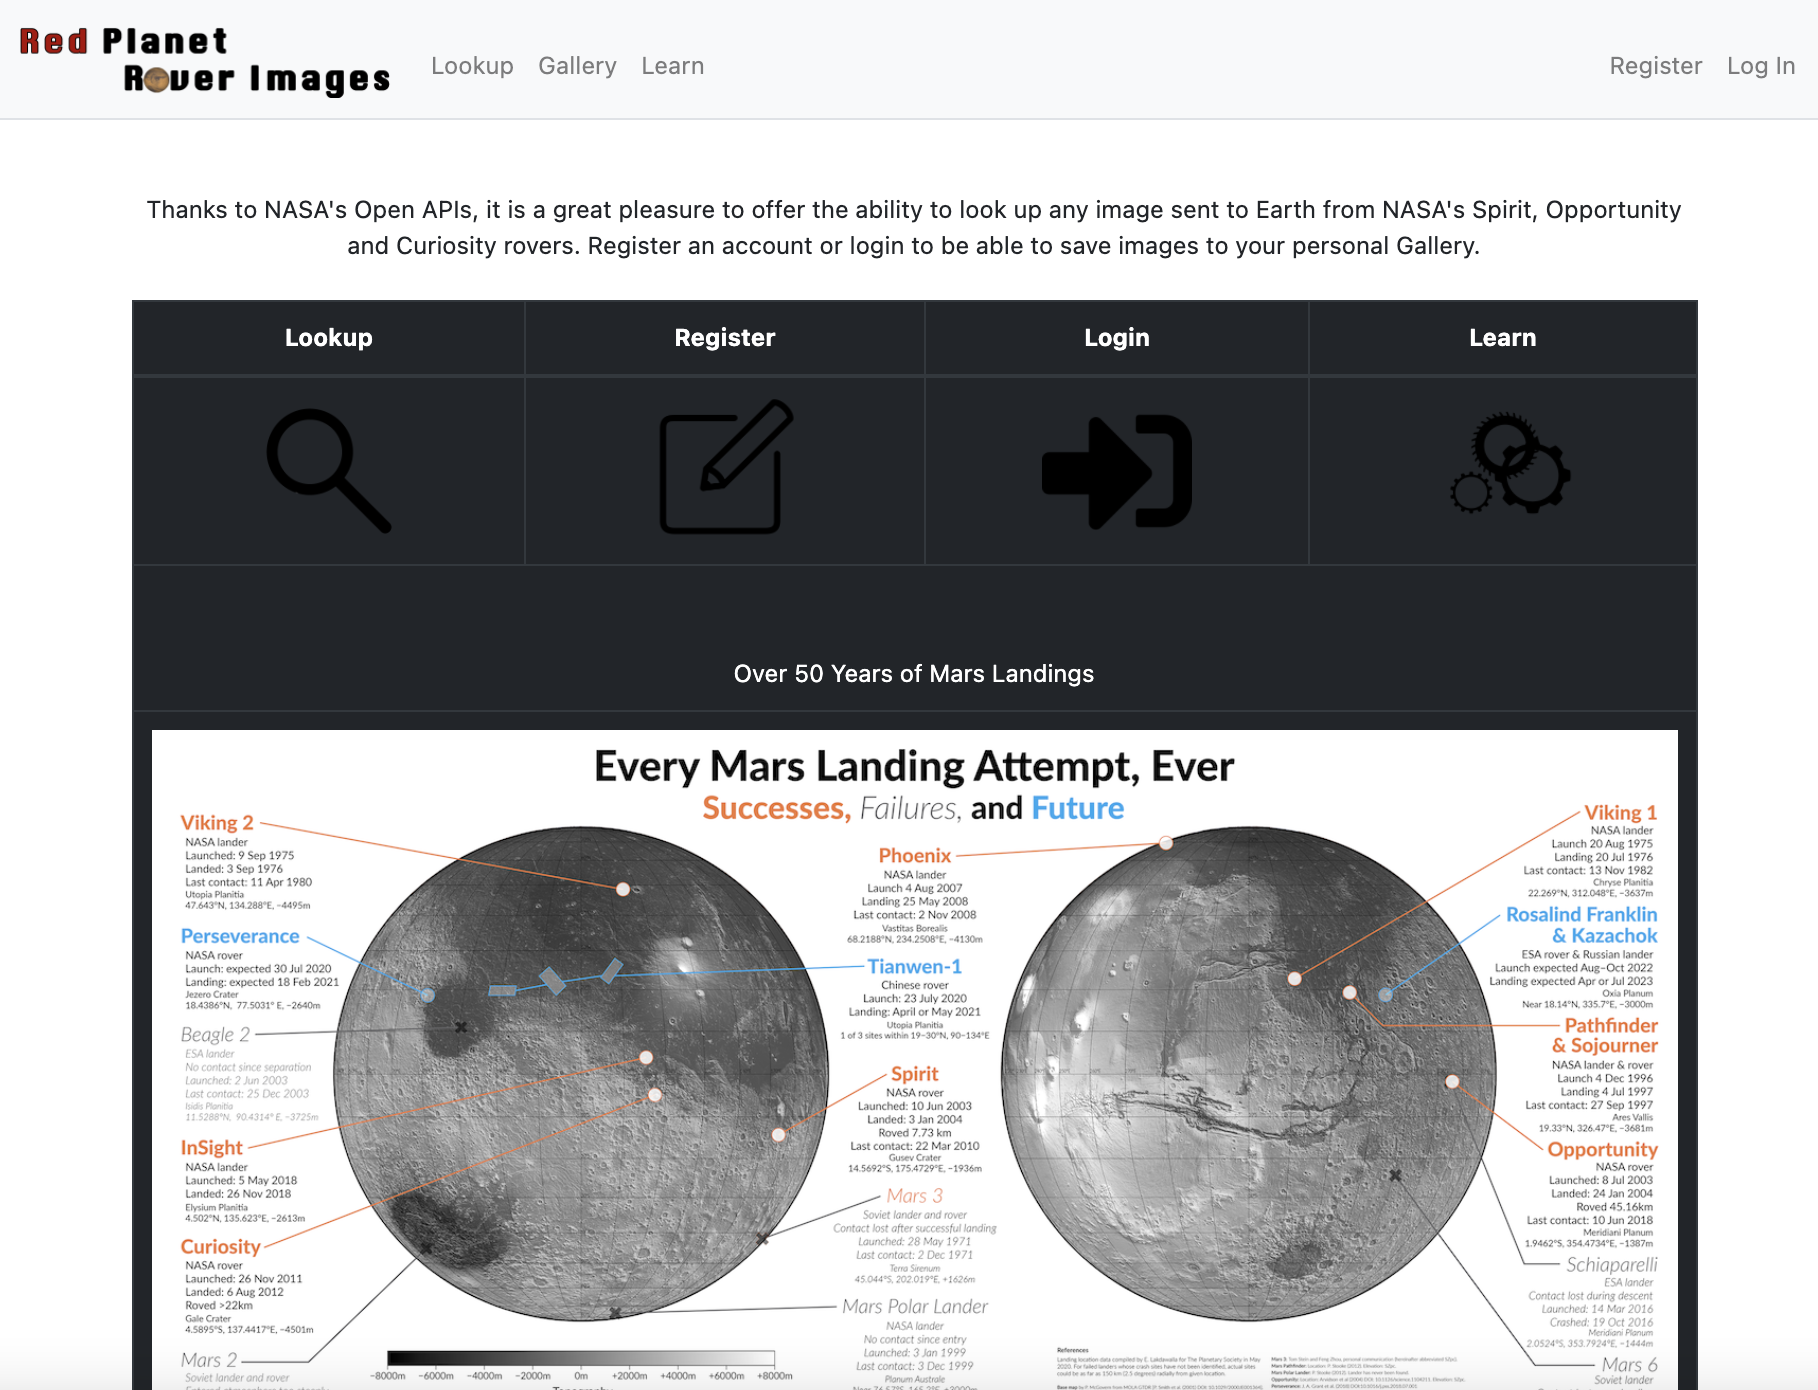 Red Planet
Rover Images
Lookup Gallery Learn
Register Log In
Thanks to NASA's Open APIs, it is a great pleasure to offer the ability to look up any image sent to Earth from NASA's Spirit, Opportunity
and Curiosity rovers. Register an account or login to be able to save images to your personal Gallery.
Lookup Register Login Learn
Over 50 Years of Mars Landings
Every Mars Landing Attempt, Ever
Successes, Failures, and Future
Viking 2
NASA lander
Launched: 9 Sep 1975
Landed: 3 Sep 1976
Last contact: 11 Apr 1980
Utopia Planitia
47.643°N, 134.288°E, −4495m
Perseverance
NASA rover
Launch: expected 30 Jul 2020
Landing: expected 18 Feb 2021
Jezero Crater
18.4386°N, 77.5031° E, −2640m
Beagle 2
ESA lander
No contact since separation
Launched: 2 Jun 2003
Last contact: 25 Dec 2003
Isidis Planitia
11.5288°N, 90.4314° E, −3725m
InSight
NASA lander
Launched: 5 May 2018
Landed: 26 Nov 2018
Elysium Planitia
4.502°N, 135.623°E, −2613m
Curiosity
NASA rover
Launched: 26 Nov 2011
Landed: 6 Aug 2012
Roved >22km
Gale Crater
4.5895°S, 137.4417°E, −4501m
Mars 2
Soviet lander and rover
Phoenix
NASA lander
Launch 4 Aug 2007
Landing 25 May 2008
Last contact: 2 Nov 2008
Vastitas Borealis
68.2188°N, 234.2508°E, −4130m
Tianwen-1
Chinese rover
Launch: 23 July 2020
Landing: April or May 2021
Utopia Planitia
1 of 3 sites within 19−30°N, 90−134°E
Spirit
NASA rover
Launched: 10 Jun 2003
Landed: 3 Jan 2004
Roved 7.73 km
Last contact: 22 Mar 2010
Gusev Crater
14.5692°S, 175.4729°E, −1936m
Mars 3
Soviet lander and rover
Contact lost after successful landing
Launched: 28 May 1971
Last contact: 2 Dec 1971
Terra Sirenum
45.044°S, 202.019°E, +1626m
Mars Polar Lander
NASA lander
No contact since entry
Launched: 3 Jan 1999
Last contact: 3 Dec 1999
Planum Australe
Viking 1
NASA lander
Launch 20 Aug 1975
Landing 20 Jul 1976
Last contact: 13 Nov 1982
Chryse Planitia
22.269°N, 312.048°E, −3637m
Rosalind Franklin
& Kazachok
ESA rover & Russian lander
Launch expected Aug–Oct 2022
Landing expected Apr or Jul 2023
Oxia Planum
Near 18.14°N, 335.7°E, −3000m
Pathfinder
& Sojourner
NASA lander & rover
Launch 4 Dec 1996
Landing 4 Jul 1997
Last contact: 27 Sep 1997
Ares Vallis
19.33°N, 326.47°E, −3681m
Opportunity
NASA rover
Launched: 8 Jul 2003
Landed: 24 Jan 2004
Roved 45.16km
Last contact: 10 Jun 2018
Meridiani Planum
1.9462°S, 354.4734°E, −1387m
Schiaparelli
ESA lander
Contact lost during descent
Launched: 14 Mar 2016
Crashed: 19 Oct 2016
Meridiani Planum
2.0524°S, 353.7924°E, −1444m
Mars 6
Soviet lander
−8000m −6000m −4000m −2000m 0m +2000m +4000m +6000m +8000m
References
Landing location data compiled by E. Lakdawalla for The Planetary Society in May